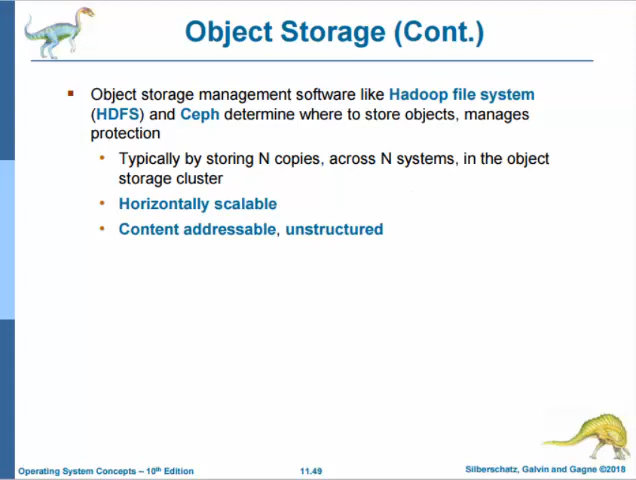 Object Storage (Cont.)
▪ Object storage management software like Hadoop file system
(HDFS) and Ceph determine where to store objects, manages
protection
• Typically by storing N copies, across N systems, in the object
storage cluster
• Horizontally scalable
• Content addressable, unstructured
Operating System Concepts – 10th Edition
11.49
Silberschatz, Galvin and Gagne ©2018